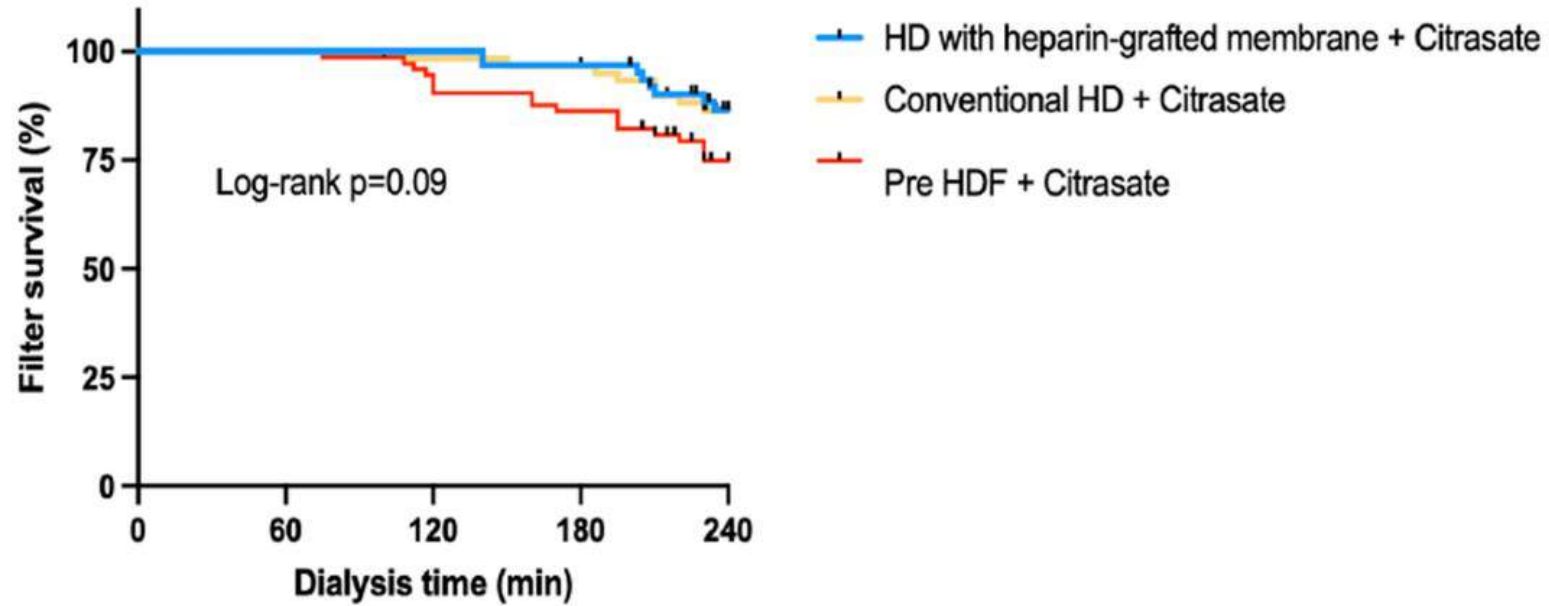 HD with heparin-grafted membrane + Citrasate
Conventional HD + Citrasate
Pre HDF + Citrasate
Filter survival (%)
100
75
50
25
0
Log-rank p=0.09
0 60 120 180 240
Dialysis time (min)